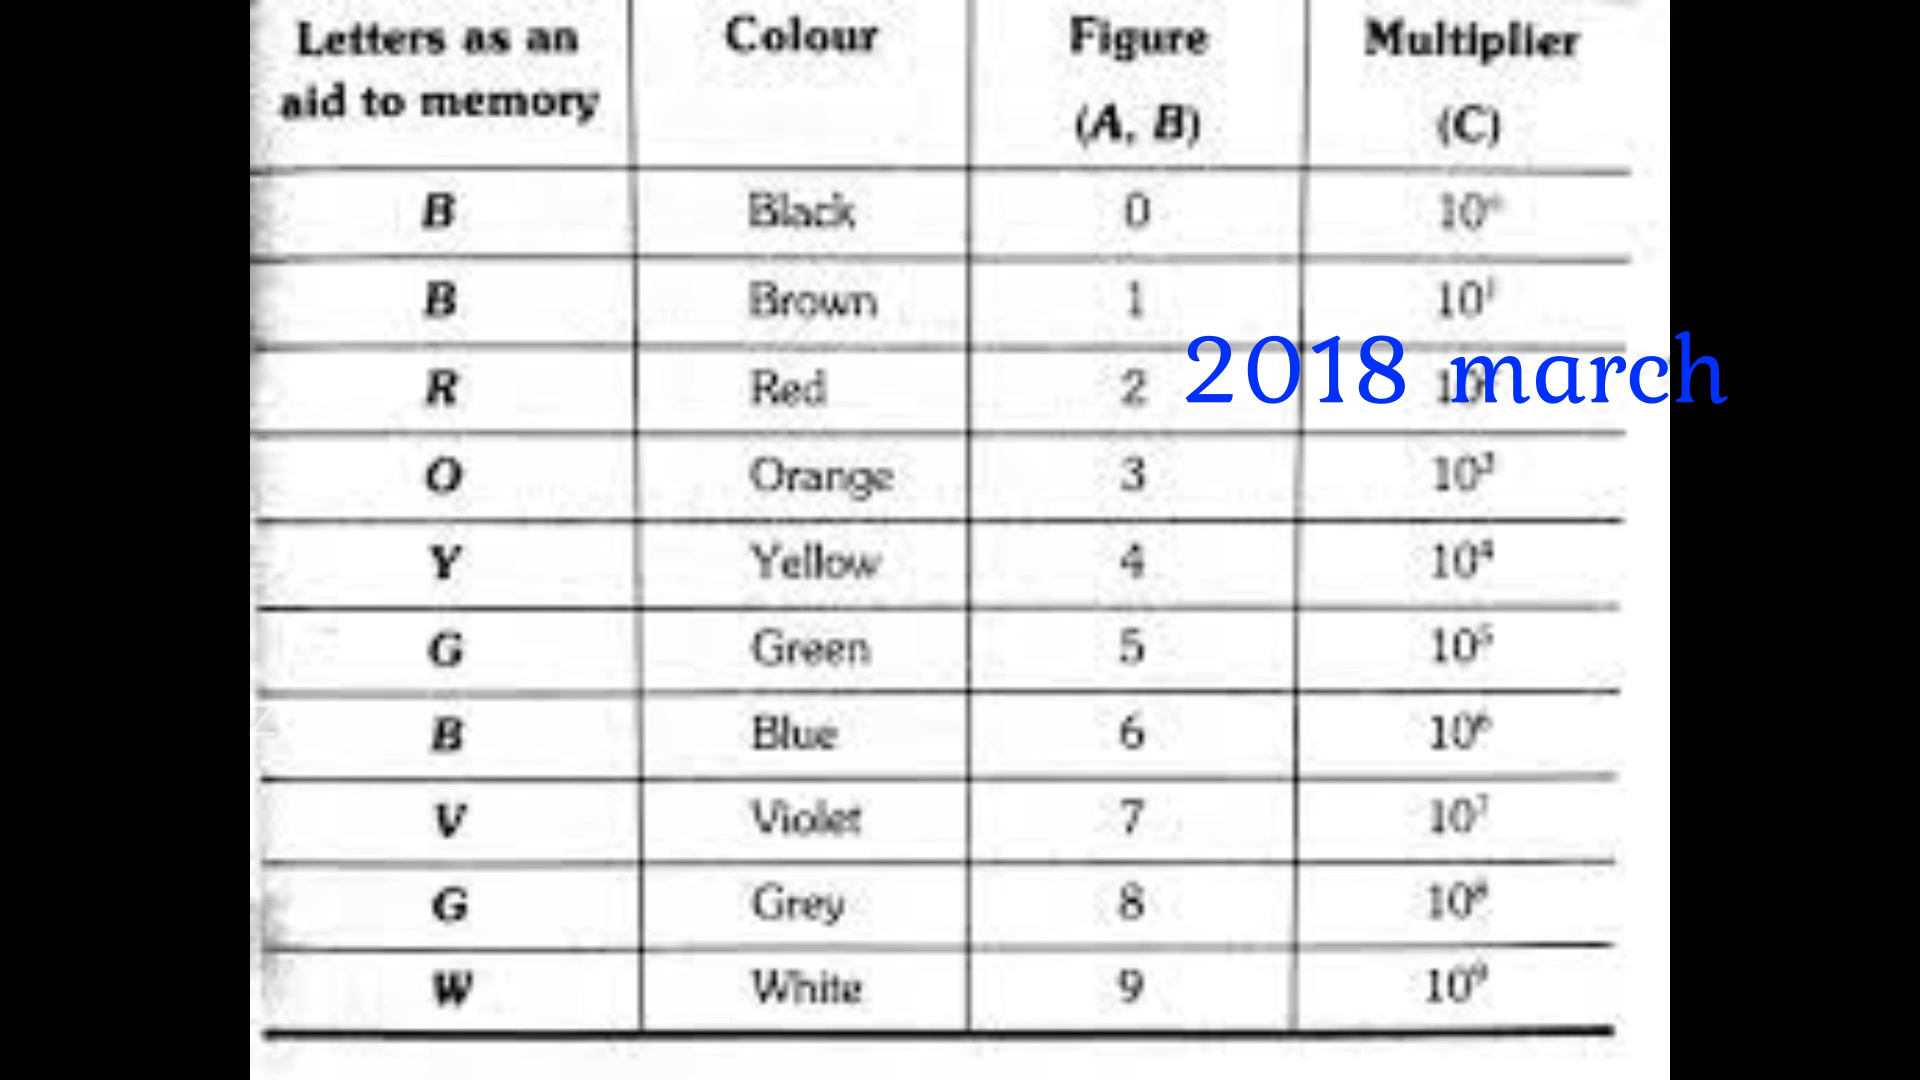 Letters as an aid to memory Colour Figure (A, B) Multiplier (C)
B Black 0 10⁰
B Brown 1 10¹
R Red 2 10
2018 march
O Orange 3 10³
Y Yellow 4 10⁴
G Green 5 10⁵
B Blue 6 10⁶
V Violet 7 10⁷
G Grey 8 10⁸
W White 9 10⁹